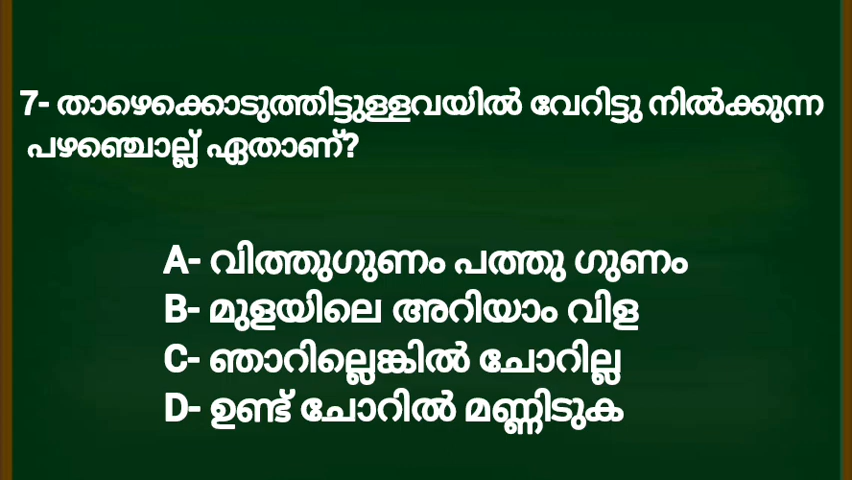 7- താഴെക്കൊടുത്തിട്ടുള്ളവയിൽ വേറിട്ടു നിൽക്കുന്ന
പഴഞ്ചൊല്ല് ഏതാണ്?
A- വിത്തുഗുണം പത്തു ഗുണം
B- മുളയിലെ അറിയാം വിള
C- ഞാറില്ലെങ്കിൽ ചോറില്ല
D- ഉണ്ട് ചോറിൽ മണ്ണിടുക